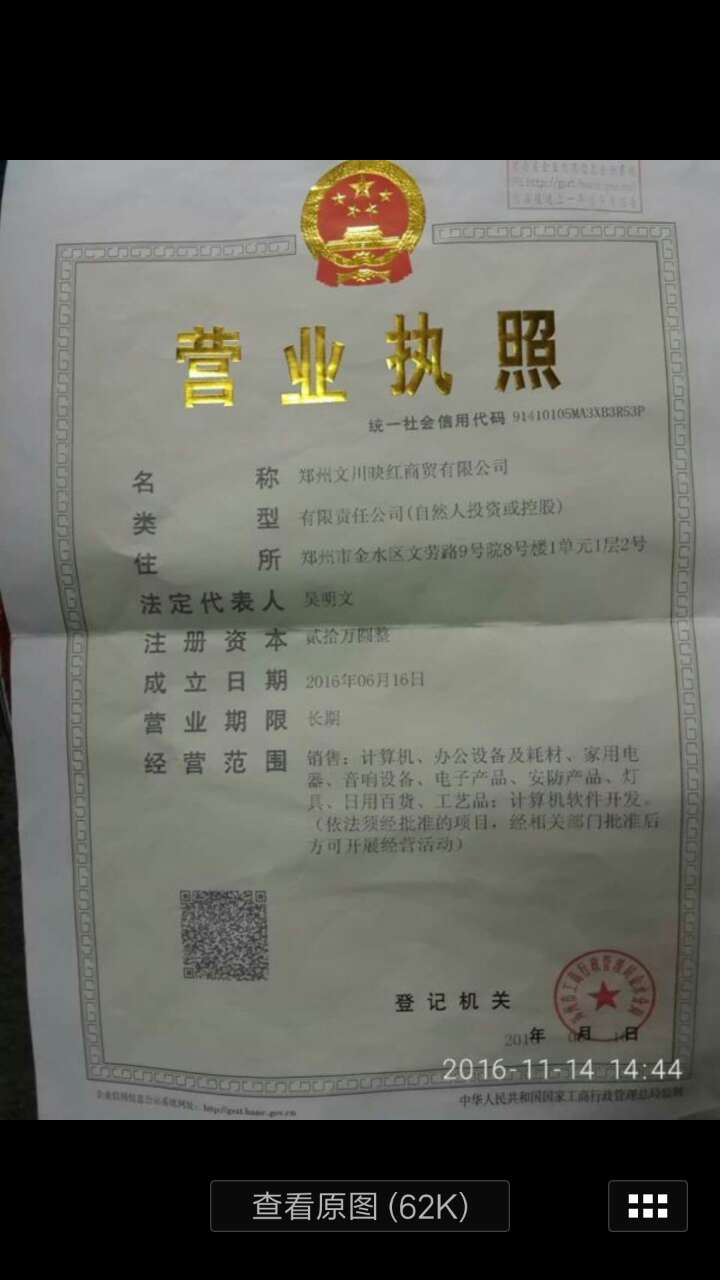 营业执照
统一社会信用代码 91410105MA3XB3R53P
名称 郑州文川映红商贸有限公司
类型 有限责任公司(自然人投资或控股)
住所 郑州市金水区文劳路9号院8号楼1单元1层2号
法定代表人 吴明文
注册资本 贰拾万圆整
成立日期 2016年06月16日
营业期限 长期
经营范围 销售：计算机、办公设备及耗材、家用电
器、音响设备、电子产品、安防产品、灯
具、日用百货、工艺品；计算机软件开发。
（依法须经批准的项目，经相关部门批准后
方可开展经营活动）
登记机关
年 月 日
2016-11-14 14:44
企业信用信息公示系统网址：http://gsxt.haaic.gov.cn
中华人民共和国国家工商行政管理总局监制
查看原图 (62K)